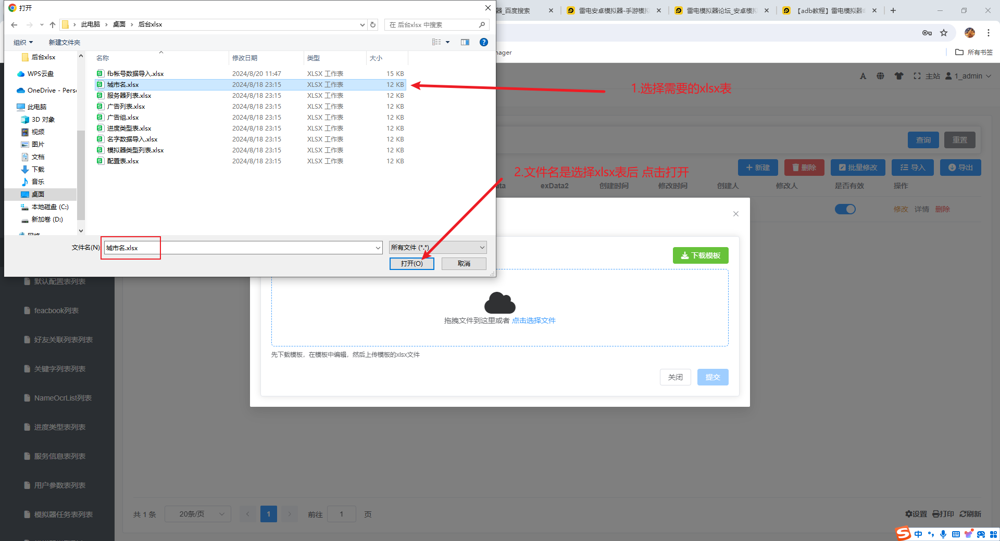 打开
器_百度搜索
雷电安卓模拟器-手游模拟
雷电模拟器论坛_安卓模拟
【adb教程】雷电模拟器
此电脑 › 桌面 › 后台xlsx
在 后台xlsx 中搜索
组织
新建文件夹
nager
所有书签
名称 修改日期 类型 大小
后台xlsx
WPS云盘
OneDrive - Perso
此电脑
3D 对象
视频
图片
文档
下载
音乐
桌面
本地磁盘 (C:)
新加卷 (D:)
网络
fb帐号数据导入.xlsx 2024/8/20 11:47 XLSX 工作表 15 KB
城市名.xlsx 2024/8/18 23:15 XLSX 工作表 12 KB
服务器列表.xlsx 2024/8/18 23:15 XLSX 工作表 12 KB
广告列表.xlsx 2024/8/18 23:15 XLSX 工作表 12 KB
广告组.xlsx 2024/8/18 23:15 XLSX 工作表 12 KB
进度类型表.xlsx 2024/8/18 23:15 XLSX 工作表 12 KB
名字数据导入.xlsx 2024/8/18 23:15 XLSX 工作表 12 KB
模拟器类型列表.xlsx 2024/8/18 23:15 XLSX 工作表 12 KB
配置表.xlsx 2024/8/18 23:15 XLSX 工作表 12 KB
文件名(N): 城市名.xlsx 所有文件 (*.*)
打开(O) 取消
主站 1_admin
1.选择需要的xlsx表
查询 重置
2.文件名是选择xlsx表后 点击打开
新建 删除 批量修改 导入 导出
ata exData2 创建时间 修改时间 创建人 修改人 是否有效 操作
修改 详情 删除
下载模板
拖拽文件到这里或者 点击选择文件
先下载模板，在模板中编辑，然后上传模板的xlsx文件
关闭 提交
默认配置表列表
feacbook列表
好友关联列表列表
关键字列表列表
NameOcrList列表
进度类型表列表
服务信息表列表
用户参数表列表
模拟器任务表列表
共 1 条 20条/页 1 前往 1 页
设置 打印 刷新
中